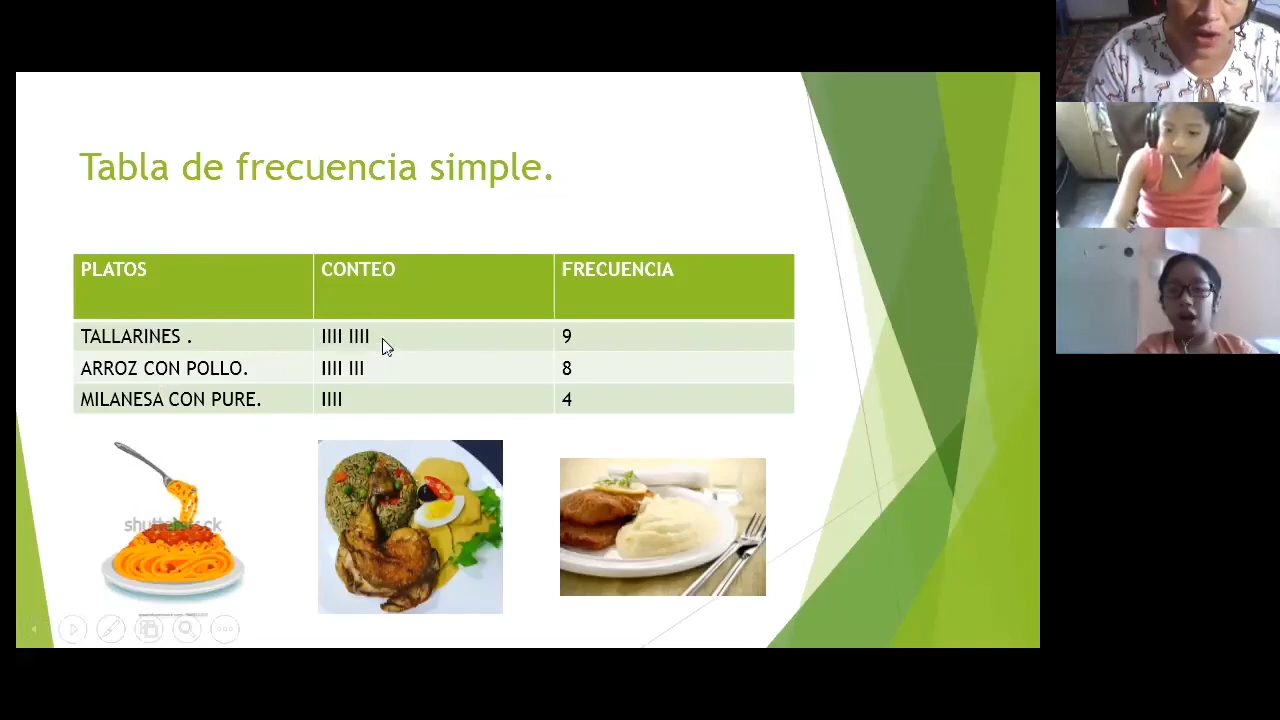 Tabla de frecuencia simple.
PLATOS CONTEO FRECUENCIA
TALLARINES . IIII IIII 9
ARROZ CON POLLO. IIII III 8
MILANESA CON PURE. IIII 4
shutterstock